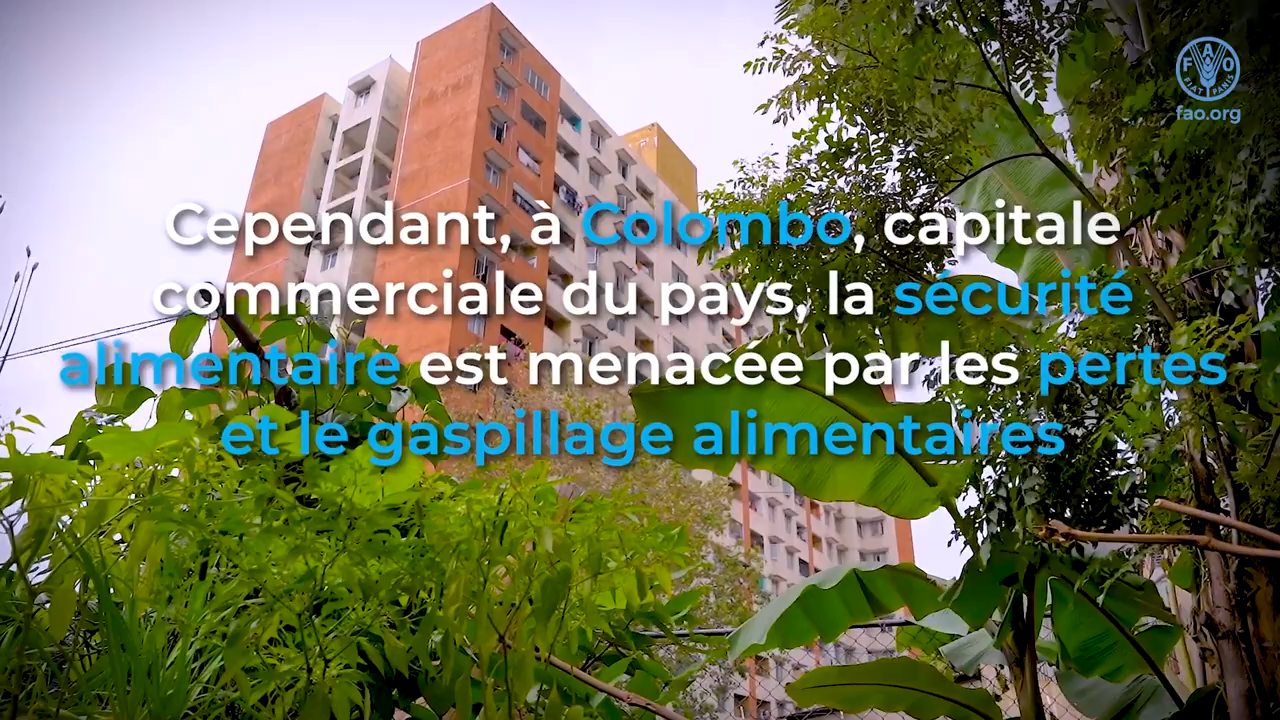 FAO
FIAT PANIS
fao.org
Cependant, à Colombo, capitale
commerciale du pays, la sécurité
alimentaire est menacée par les pertes
et le gaspillage alimentaires